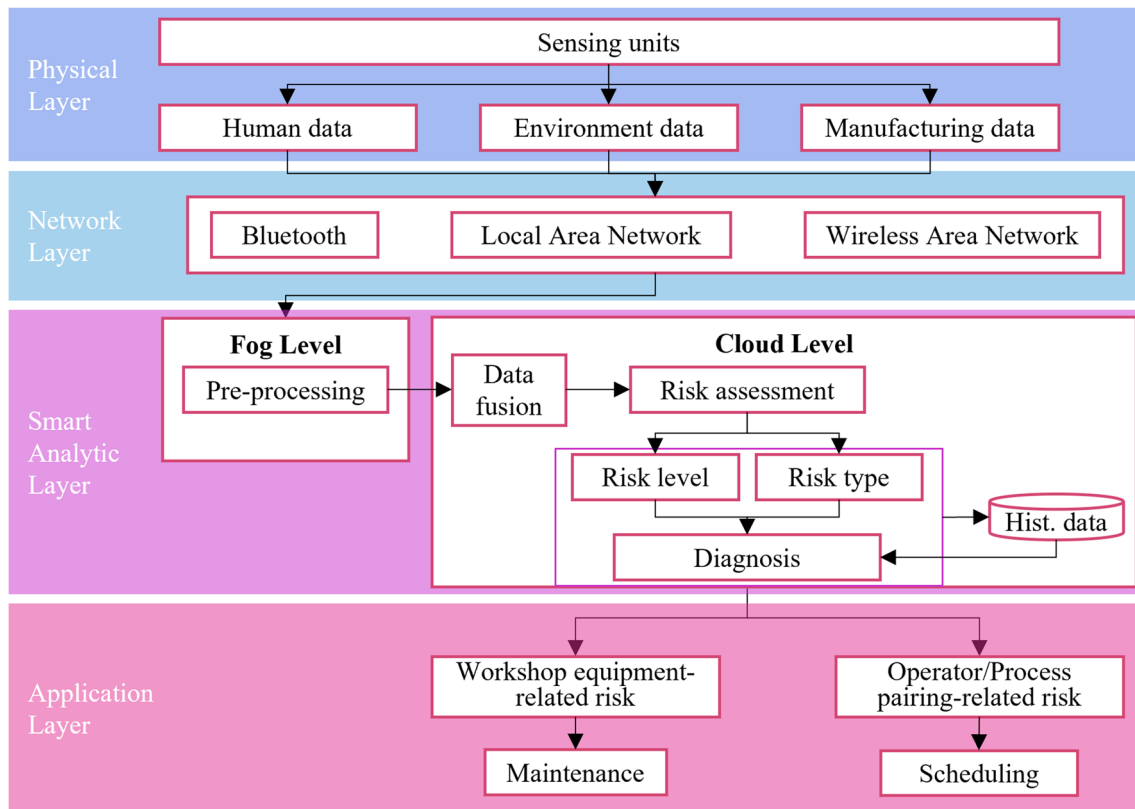 Physical
Layer
Sensing units
Human data
Environment data
Manufacturing data
Network
Layer
Bluetooth
Local Area Network
Wireless Area Network
Smart
Analytic
Layer
Fog Level
Pre-processing
Cloud Level
Data
fusion
Risk assessment
Risk level
Risk type
Hist. data
Diagnosis
Application
Layer
Workshop equipment-
related risk
Operator/Process
pairing-related risk
Maintenance
Scheduling